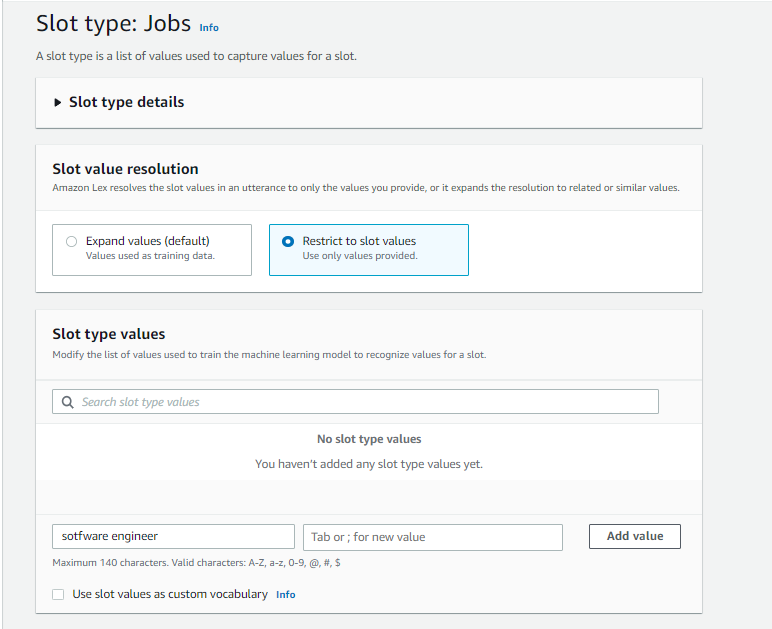 Slot type: Jobs Info
A slot type is a list of values used to capture values for a slot.
Slot type details
Slot value resolution
Amazon Lex resolves the slot values in an utterance to only the values you provide, or it expands the resolution to related or similar values.
Expand values (default)
Values used as training data.
Restrict to slot values
Use only values provided.
Slot type values
Modify the list of values used to train the machine learning model to recognize values for a slot.
Search slot type values
No slot type values
You haven't added any slot type values yet.
sotfware engineer
Tab or ; for new value
Add value
Maximum 140 characters. Valid characters: A-Z, a-z, 0-9, @, #, $
Use slot values as custom vocabulary Info